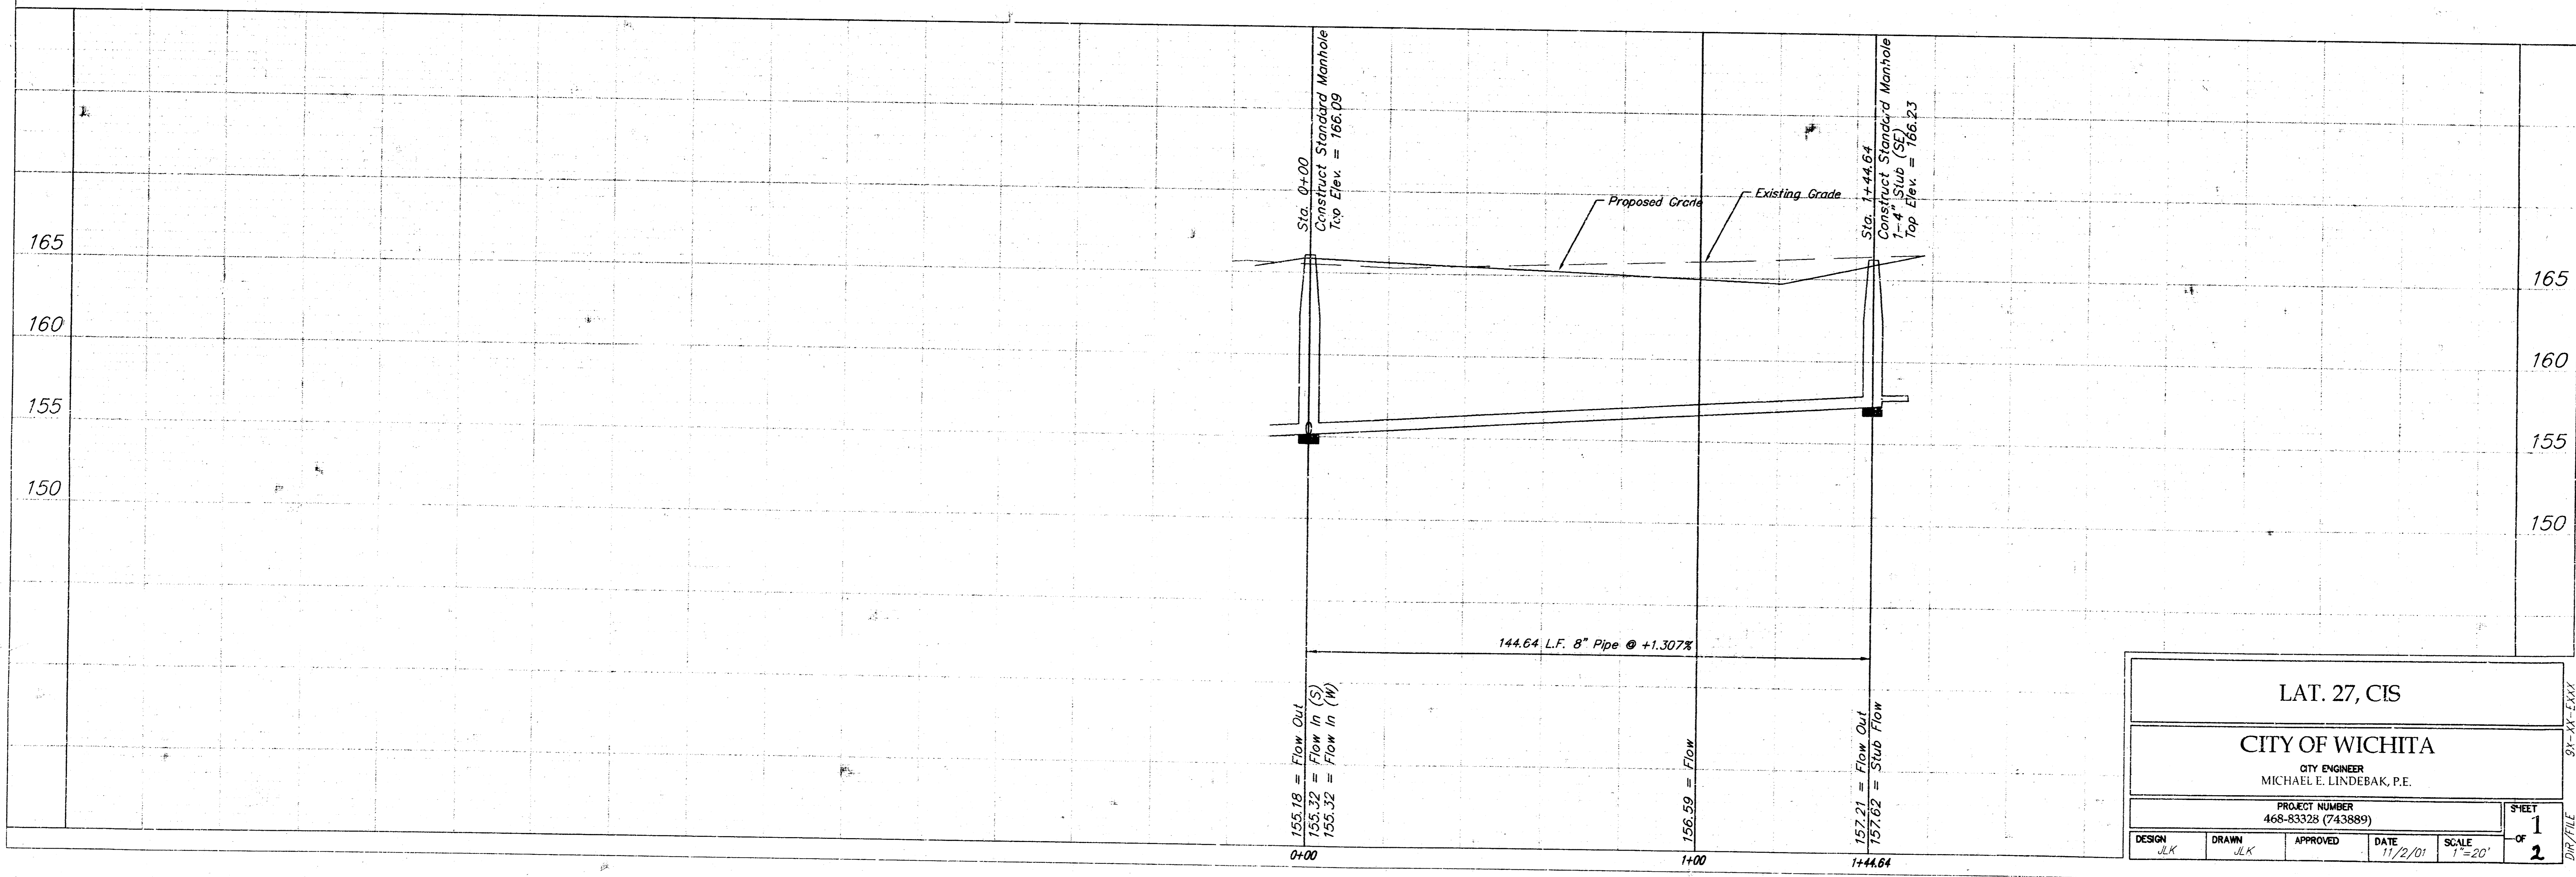 Sta. 0+00
Construct Standard Manhole
Top Elev. = 166.09
Sta. 1+44.64
Construct Standard Manhole
1-4" Stub (SE)
Top Elev. = 166.23
Proposed Grade
Existing Grade
165
160
155
150
165
160
155
150
144.64 L.F. 8" Pipe @ +1.307%
155.18 = Flow Out
155.32 = Flow In (S)
155.32 = Flow In (W)
156.59 = Flow
157.21 = Flow Out
157.62 = Stub Flow
0+00
1+00
1+44.64
LAT. 27, CIS
CITY OF WICHITA
CITY ENGINEER
MICHAEL E. LINDEBAK, P.E.
PROJECT NUMBER
468-83328 (743889)
SHEET
1
OF
2
DESIGN
JLK
DRAWN
JLK
APPROVED
DATE
11/2/01
SCALE
1"=20'
9X-XX-EXXX
DIR/FILE